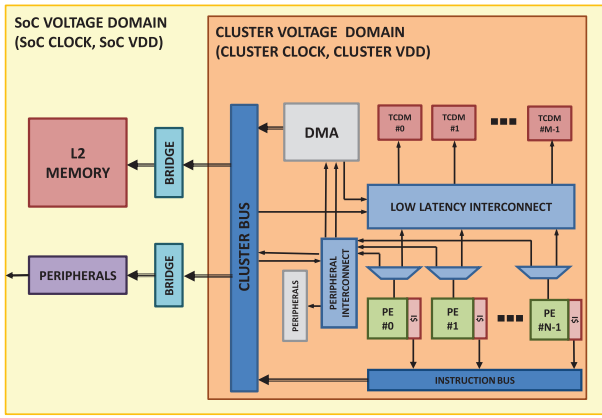 SoC VOLTAGE DOMAIN
(SoC CLOCK, SoC VDD)
CLUSTER VOLTAGE DOMAIN
(CLUSTER CLOCK, CLUSTER VDD)
L2
MEMORY
BRIDGE
PERIPHERALS
BRIDGE
CLUSTER BUS
DMA
TCDM
#0
TCDM
#1
TCDM
#M-1
LOW LATENCY INTERCONNECT
PERIPHERAL
INTERCONNECT
PERIPHERALS
PE
#0
I$
PE
#1
I$
PE
#N-1
I$
INSTRUCTION BUS